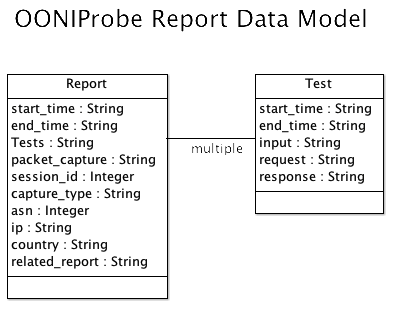 OONIProbe Report Data Model
Report
start_time : String
end_time : String
Tests : String
packet_capture : String
session_id : Integer
capture_type : String
asn : Integer
ip : String
country : String
related_report : String
multiple
Test
start_time : String
end_time : String
input : String
request : String
response : String